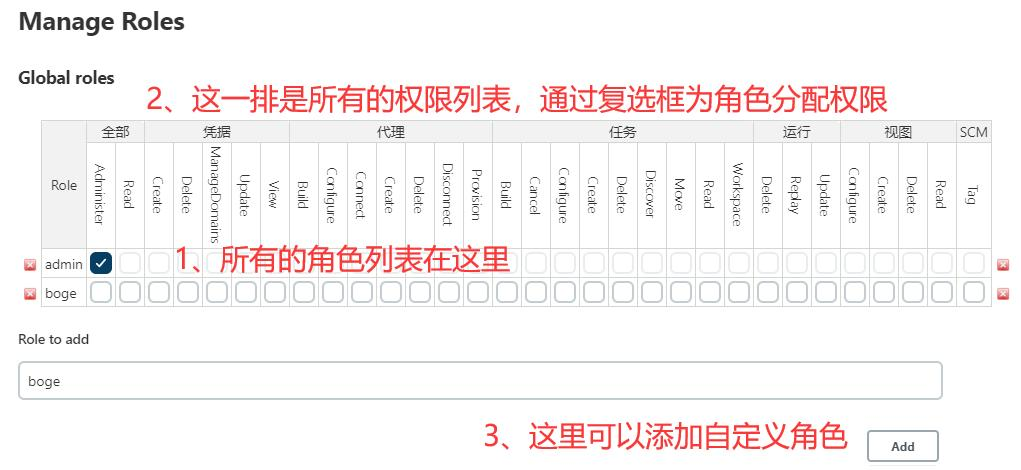 Manage Roles
Global roles
2、这一排是所有的权限列表，通过复选框为角色分配权限
Role 全部 凭据 代理 任务 运行 视图 SCM
Administer Read Create Delete ManageDomains Update View Build Configure Connect Create Delete Disconnect Provision Build Cancel Configure Create Delete Discover Move Read Workspace Delete Replay Update Configure Create Delete Read Tag
1、所有的角色列表在这里
admin
boge
Role to add
boge
3、这里可以添加自定义角色
Add